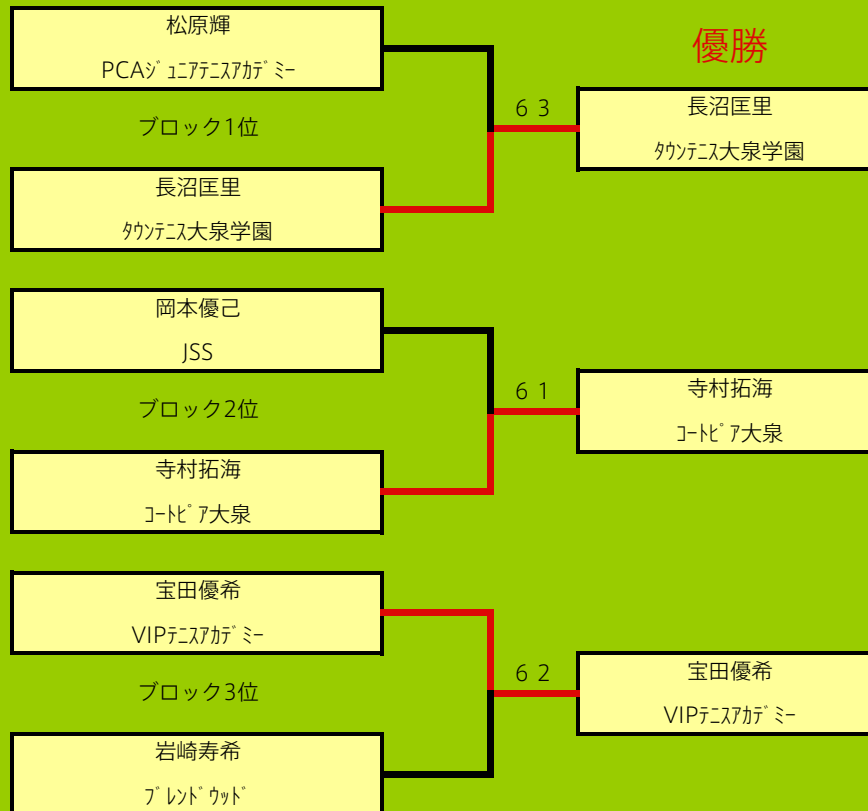 松原輝
PCAｼﾞｭﾆｱﾃﾆｽｱｶﾃﾞﾐｰ
優勝
ブロック1位
６３
長沼匡里
ﾀｳﾝﾃﾆｽ大泉学園
長沼匡里
ﾀｳﾝﾃﾆｽ大泉学園
岡本優己
JSS
ブロック2位
６１
寺村拓海
ｺｰﾄﾋﾟｱ大泉
寺村拓海
ｺｰﾄﾋﾟｱ大泉
宝田優希
VIPﾃﾆｽｱｶﾃﾞﾐｰ
ブロック3位
６２
宝田優希
VIPﾃﾆｽｱｶﾃﾞﾐｰ
岩崎寿希
ﾌﾞﾚﾝﾄﾞｳｯﾄﾞ